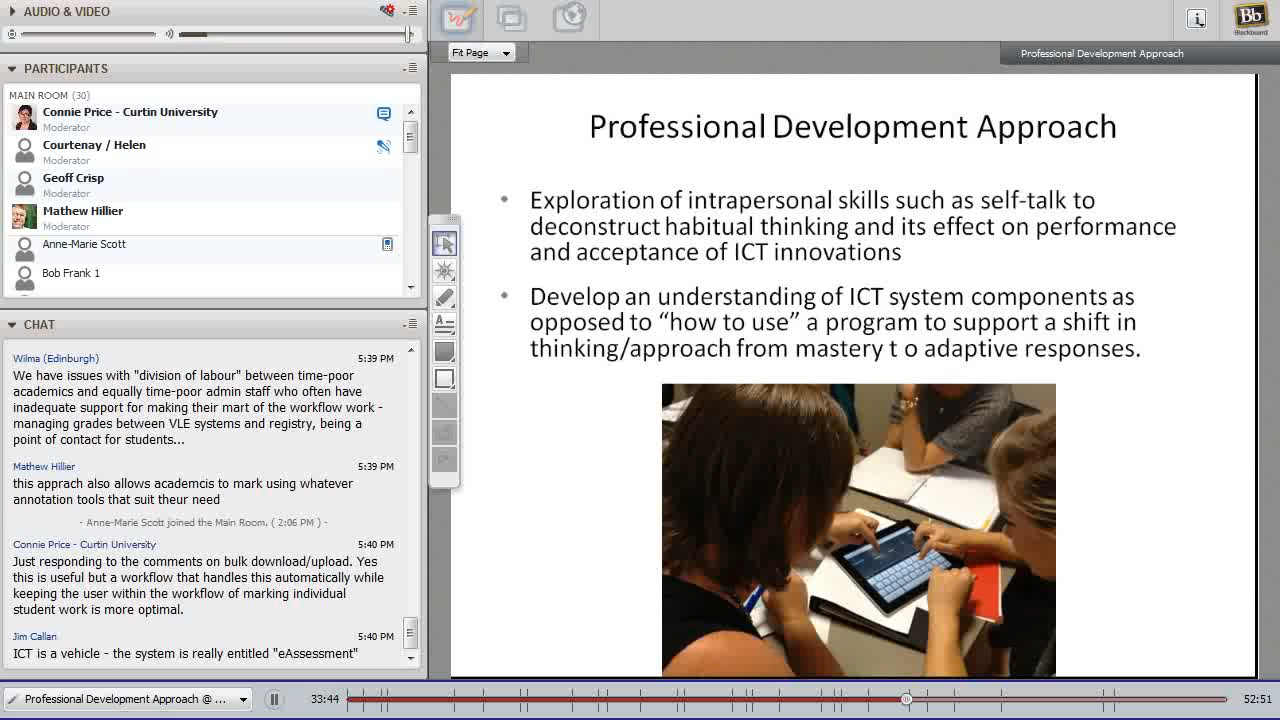 AUDIO & VIDEO
PARTICIPANTS
MAIN ROOM (30)
Connie Price - Curtin University
Moderator
Courtenay / Helen
Moderator
Geoff Crisp
Moderator
Mathew Hillier
Moderator
Anne-Marie Scott
Bob Frank 1
CHAT
Wilma (Edinburgh) 5:39 PM
We have issues with "division of labour" between time-poor
academics and equally time-poor admin staff who often have
inadequate support for making their mart of the workflow work -
managing grades between VLE systems and registry, being a
point of contact for students...
Mathew Hillier 5:39 PM
this apprach also allows academcis to mark using whatever
annotation tools that suit theur need
- Anne-Marie Scott joined the Main Room. ( 2:06 PM ) -
Connie Price - Curtin University 5:40 PM
Just responding to the comments on bulk download/upload. Yes
this is useful but a workflow that handles this automatically while
keeping the user within the workflow of marking individual
student work is more optimal.
Jim Callan 5:40 PM
ICT is a vehicle - the system is really entitled "eAssessment"
Bb
Blackboard
Fit Page
Professional Development Approach
Professional Development Approach
• Exploration of intrapersonal skills such as self-talk to
deconstruct habitual thinking and its effect on performance
and acceptance of ICT innovations
• Develop an understanding of ICT system components as
opposed to “how to use” a program to support a shift in
thinking/approach from mastery t o adaptive responses.
Professional Development Approach @ ...
33:44
52:51